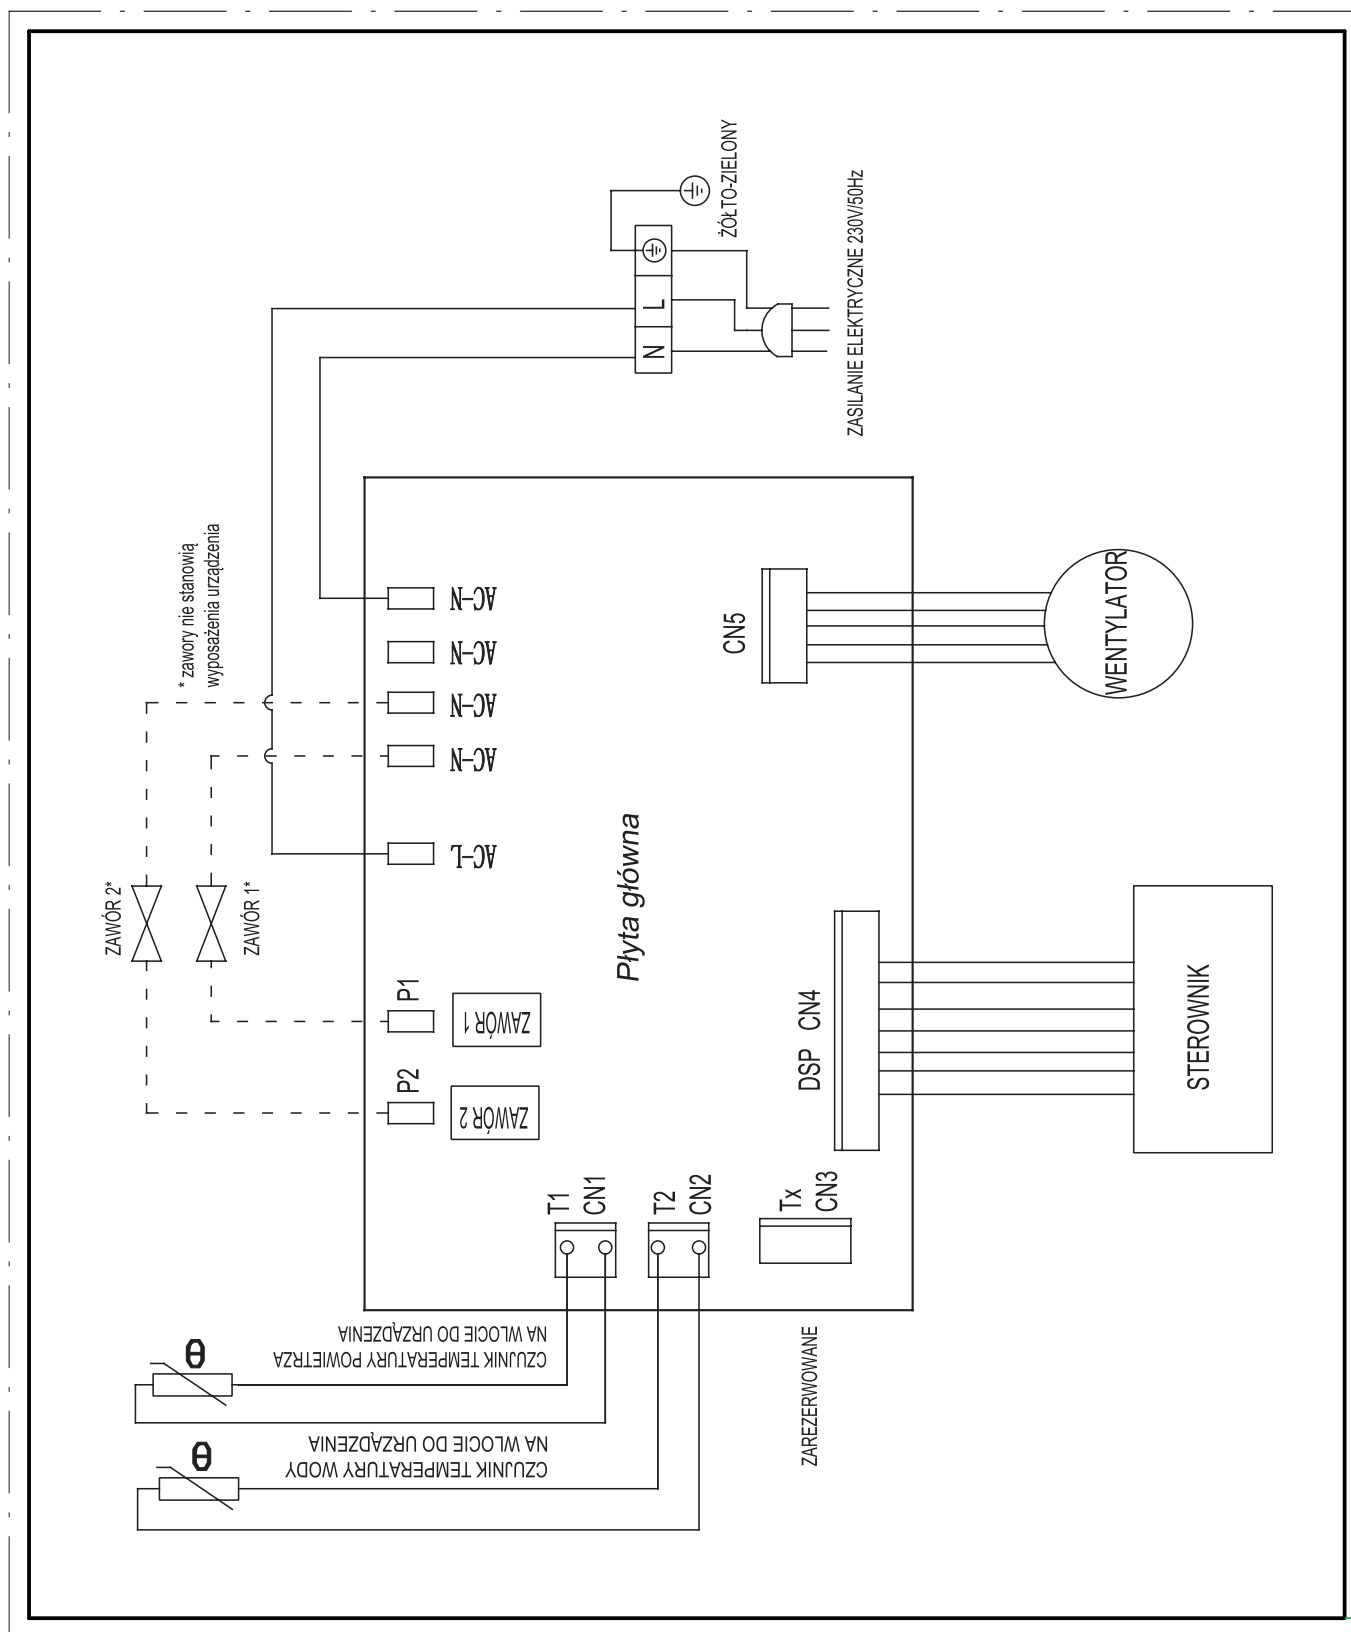 ŻÓŁTO-ZIELONY
N L
ZASILANIE ELEKTRYCZNE 230V/50Hz
* zawory nie stanowią
wyposażenia urządzenia
ZAWÓR 2*
ZAWÓR 1*
AC-N
AC-N
AC-N
AC-N
AC-L
P1
ZAWÓR 1
P2
ZAWÓR 2
Płyta główna
CN5
WENTYLATOR
DSP CN4
STEROWNIK
T1
CN1
T2
CN2
Tx
CN3
ZAREZERWOWANE
θ
CZUJNIK TEMPERATURY POWIETRZA
NA WLOCIE DO URZĄDZENIA
θ
CZUJNIK TEMPERATURY WODY
NA WLOCIE DO URZĄDZENIA